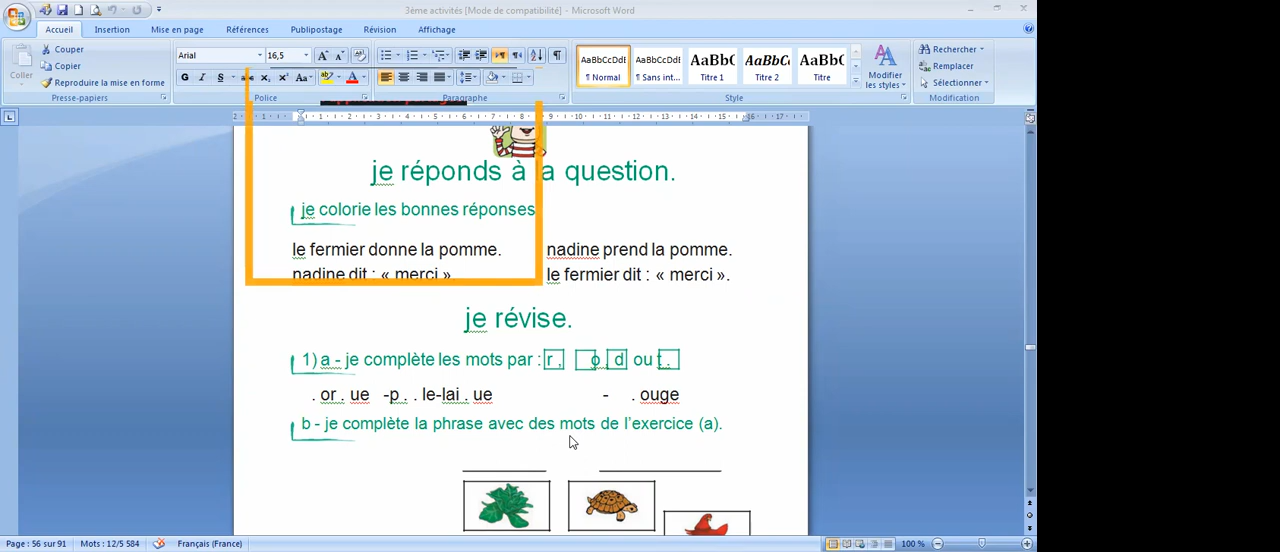 3ème activités [Mode de compatibilité] - Microsoft Word
Accueil Insertion Mise en page Références Publipostage Révision Affichage
Coller
Couper
Copier
Reproduire la mise en forme
Presse-papiers
Arial 16,5
Police
Paragraphe
AaBbCcDdE AaBbCcDdE AaBbC AaBbCc AaBbC
¶ Normal ¶ Sans int... Titre 1 Titre 2 Titre
Modifier les styles
Style
Rechercher
Remplacer
Sélectionner
Modification
je réponds à la question.
je colorie les bonnes réponses
le fermier donne la pomme. nadine prend la pomme.
nadine dit : « merci » le fermier dit : « merci ».
je révise.
1) a - je complète les mots par : r , o , d ou t .
. or . ue -p . . le-lai . ue - . ouge
b - je complète la phrase avec des mots de l'exercice (a).
Page : 56 sur 91 Mots : 12/5 584 Français (France) 100 %